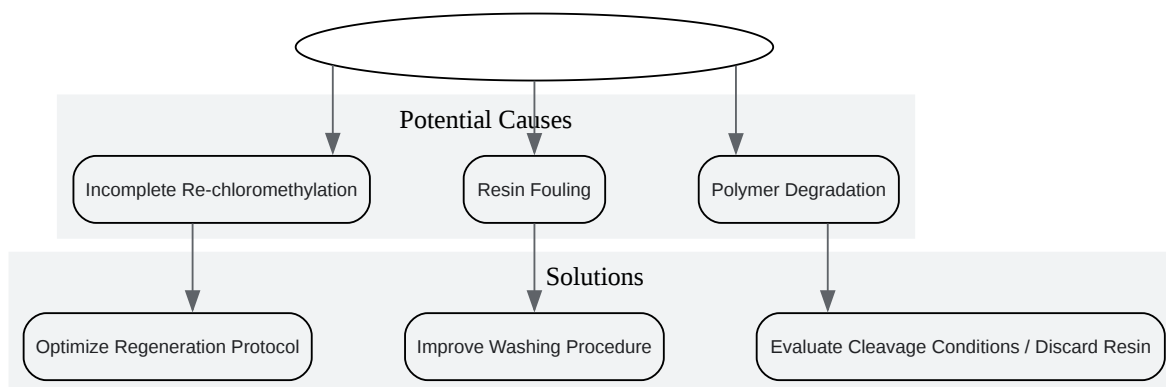 Potential Causes
Incomplete Re-chloromethylation
Resin Fouling
Polymer Degradation
Solutions
Optimize Regeneration Protocol
Improve Washing Procedure
Evaluate Cleavage Conditions / Discard Resin